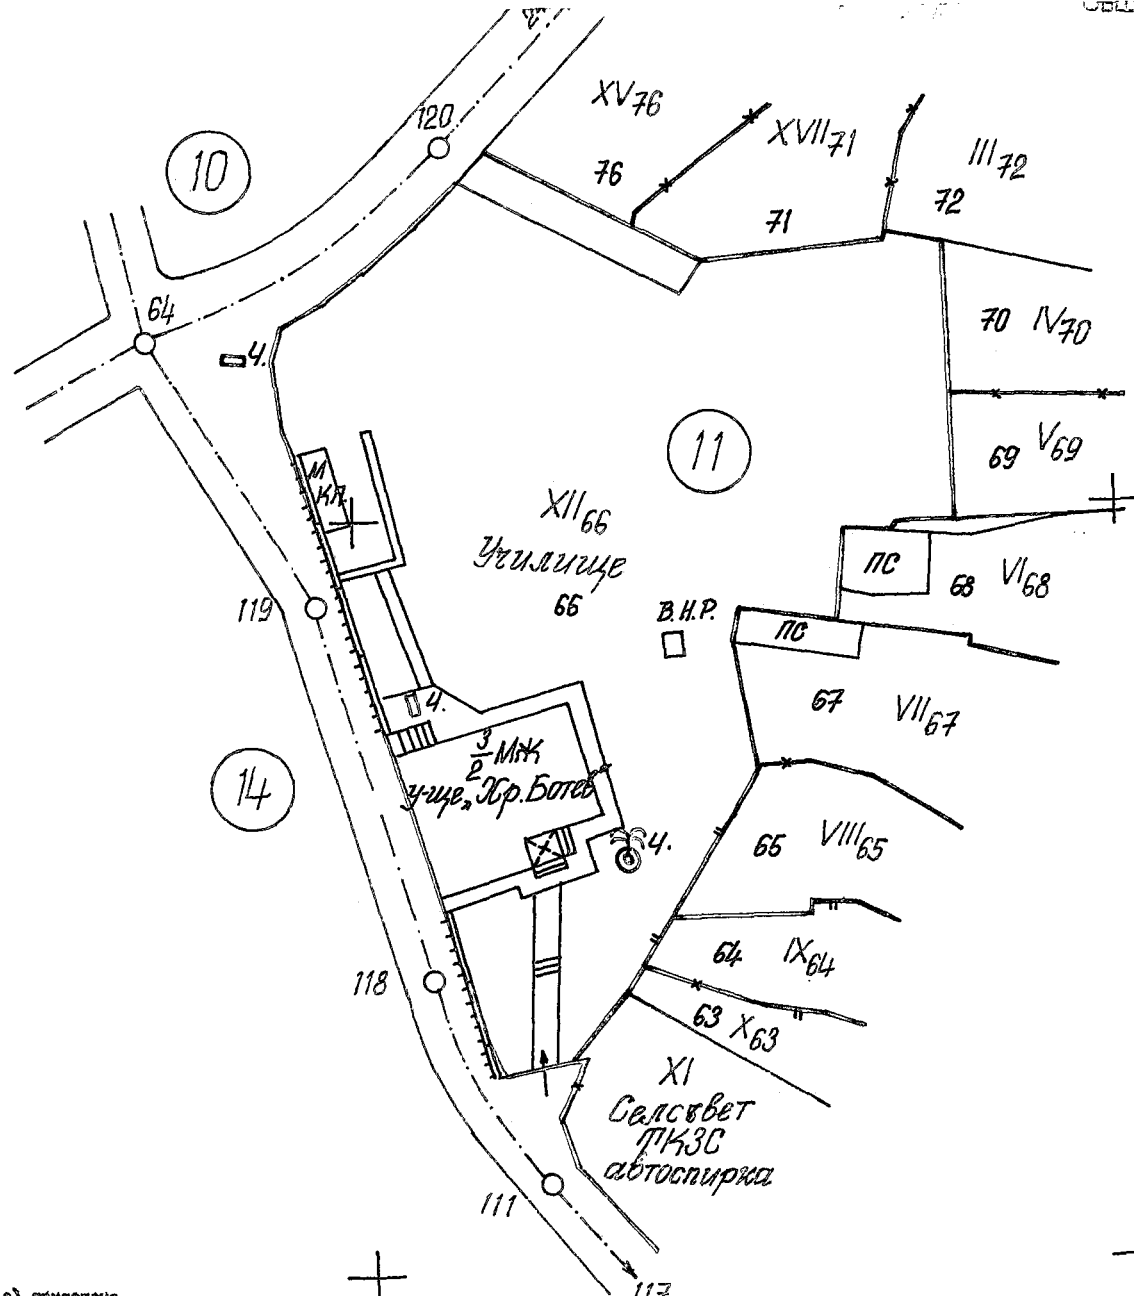 120
10
XV76
76
XVII71
71
III72
72
64
Ч.
70 IV70
11
69 V69
М
КП.
XII66
Училище
66
ПС
68 VI68
В.Н.Р.
ПС
119
67 VII67
Ч.
3
2 МЖ
у-ще „Хр.Ботев
14
Ч.
65 VIII65
64 IX64
63 X63
118
XI
Селсъвет
ТКЗС
автоспирка
111
117